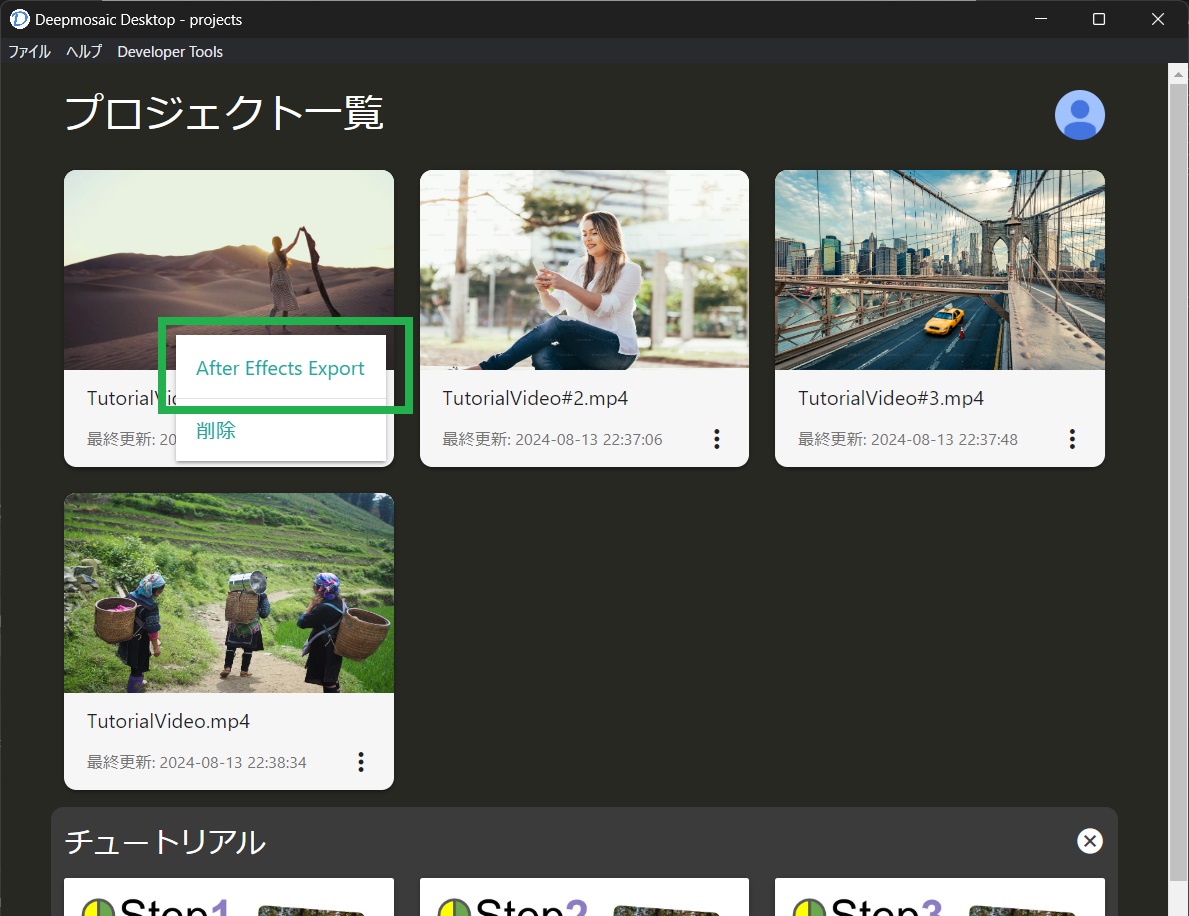 Deepmosaic Desktop - projects
ファイル ヘルプ Developer Tools
プロジェクト一覧
After Effects Export
削除
TutorialVid
最終更新: 20
TutorialVideo#2.mp4
最終更新: 2024-08-13 22:37:06
TutorialVideo#3.mp4
最終更新: 2024-08-13 22:37:48
TutorialVideo.mp4
最終更新: 2024-08-13 22:38:34
チュートリアル
Step1
Step2
Step3